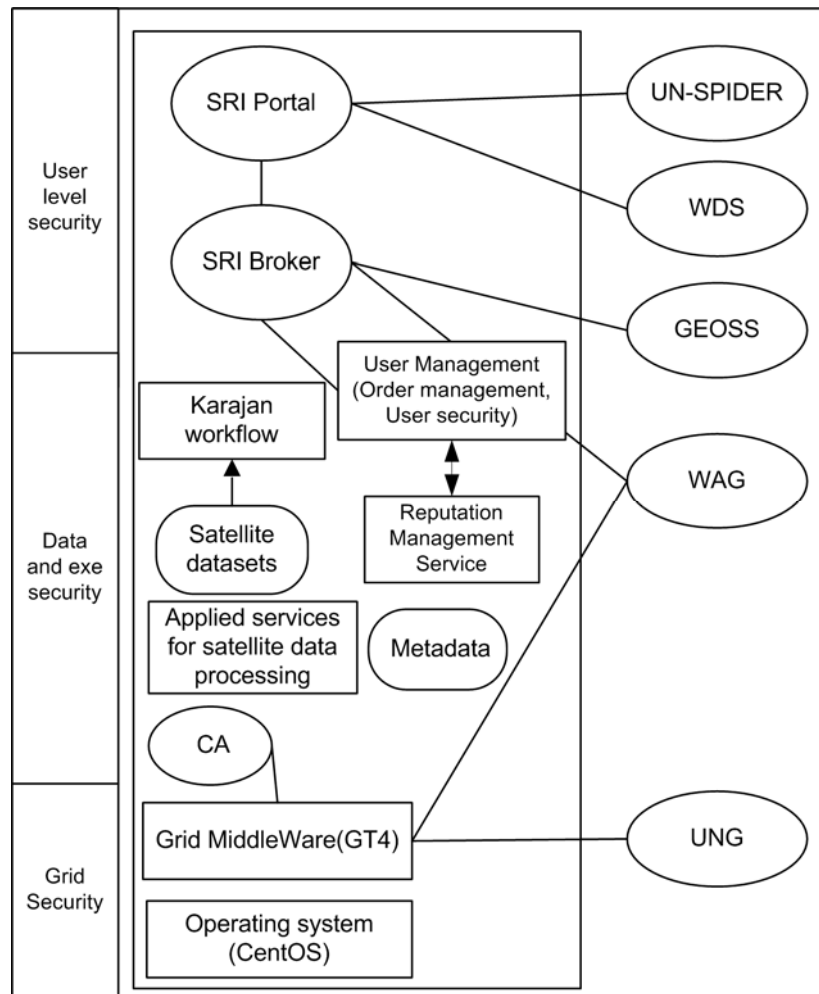 User
level
security
Data
and exe
security
Grid
Security
SRI Portal
SRI Broker
User Management
(Order management,
User security)
Karajan
workflow
Reputation
Management
Service
Satellite
datasets
Applied services
for satellite data
processing
Metadata
CA
Grid MiddleWare(GT4)
Operating system
(CentOS)
UN-SPIDER
WDS
GEOSS
WAG
UNG